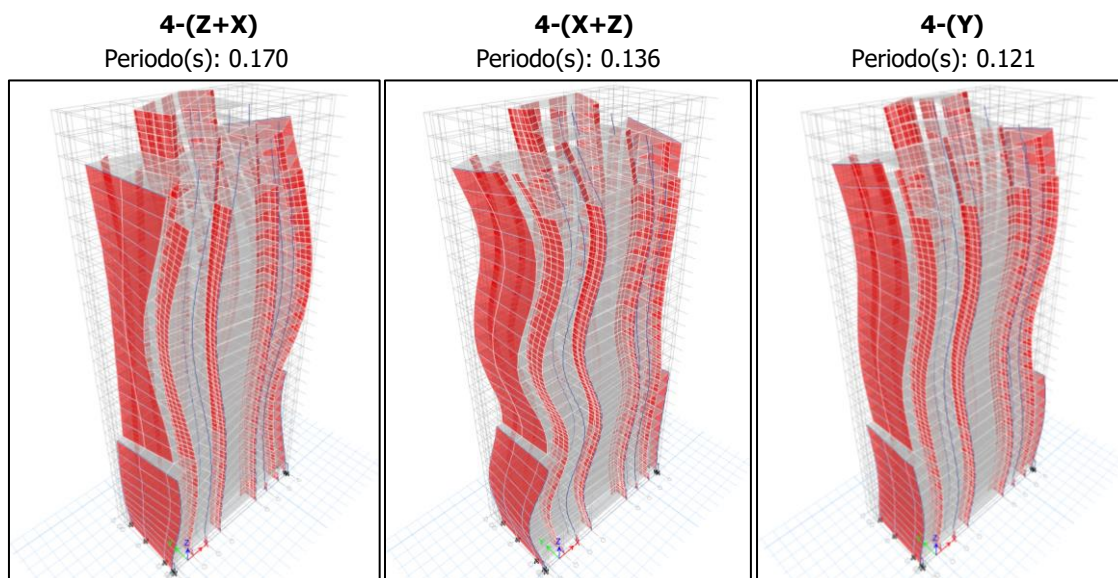 4-(Z+X)
Periodo(s): 0.170
4-(X+Z)
Periodo(s): 0.136
4-(Y)
Periodo(s): 0.121
Z
X
Y
Z
X
Z
X